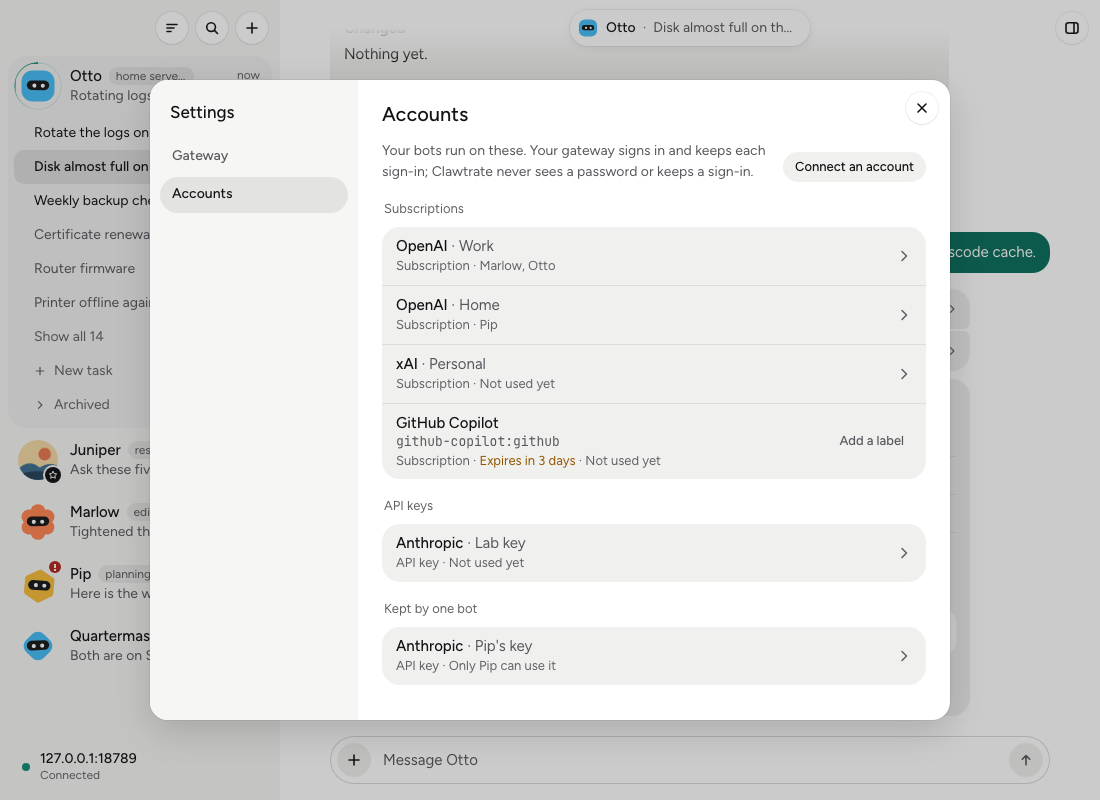 Otto · Disk almost full on th...
Changed
Nothing yet.
Otto home serve... now
Rotating logs
Rotate the logs on
Disk almost full on
Weekly backup che
Certificate renewa
Router firmware
Printer offline again
Show all 14
New task
Archived
Juniper res
Ask these five
Marlow edi
Tightened th
Pip planning
Here is the w
Quartermas
Both are on S
127.0.0.1:18789
Connected
Settings
Gateway
Accounts
Accounts
Your bots run on these. Your gateway signs in and keeps each
sign-in; Clawtrate never sees a password or keeps a sign-in.
Connect an account
Subscriptions
OpenAI · Work
Subscription · Marlow, Otto
OpenAI · Home
Subscription · Pip
xAI · Personal
Subscription · Not used yet
GitHub Copilot
github-copilot:github
Subscription · Expires in 3 days · Not used yet
Add a label
API keys
Anthropic · Lab key
API key · Not used yet
Kept by one bot
Anthropic · Pip's key
API key · Only Pip can use it
scode cache.
Message Otto